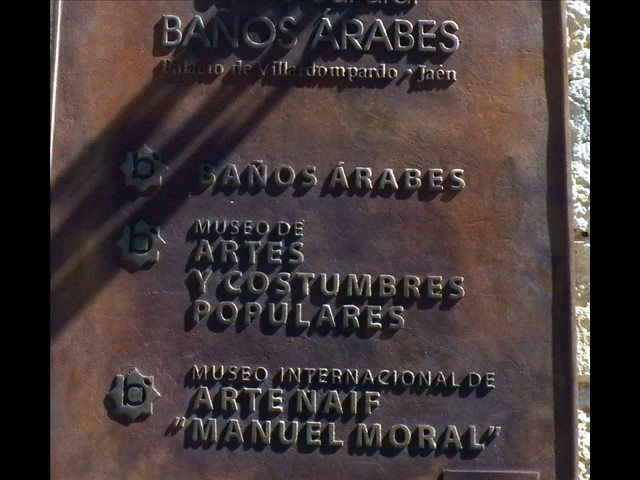 BAÑOS ÁRABES
Palacio de Villardompardo · Jaén
BAÑOS ÁRABES
MUSEO DE
ARTES
Y COSTUMBRES
POPULARES
MUSEO INTERNACIONAL DE
ARTE NAIF
"MANUEL MORAL"